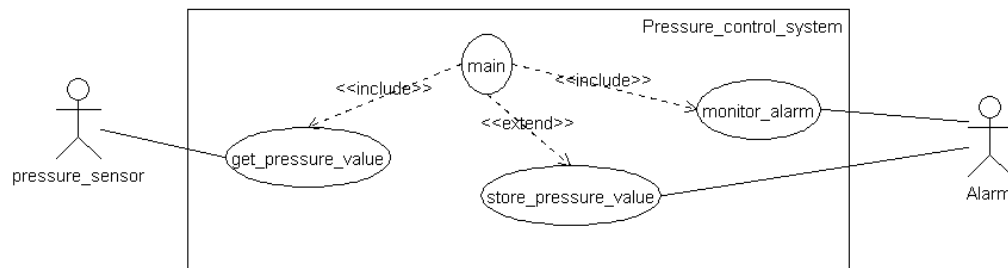 Pressure_control_system
main
<<include>>
<<include>>
monitor_alarm
<<extend>>
get_pressure_value
pressure_sensor
store_pressure_value
Alarm